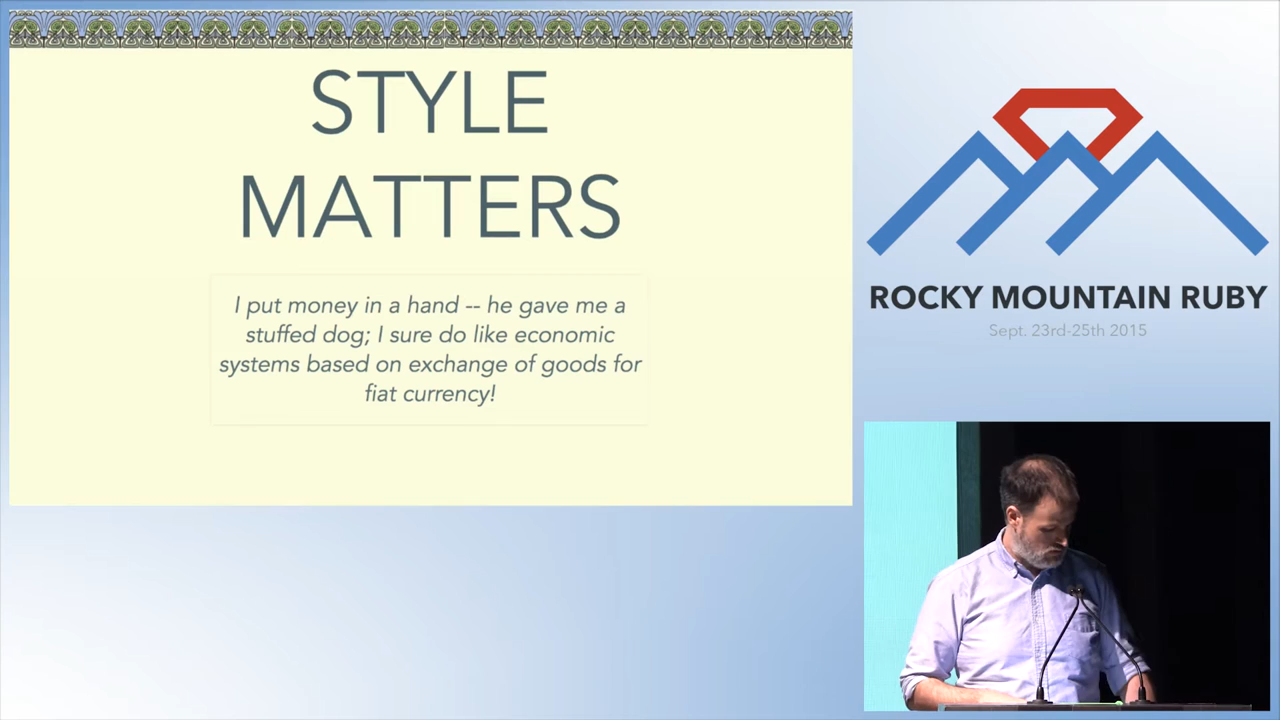 STYLE
MATTERS
I put money in a hand -- he gave me a
stuffed dog; I sure do like economic
systems based on exchange of goods for
fiat currency!
ROCKY MOUNTAIN RUBY
Sept. 23rd-25th 2015